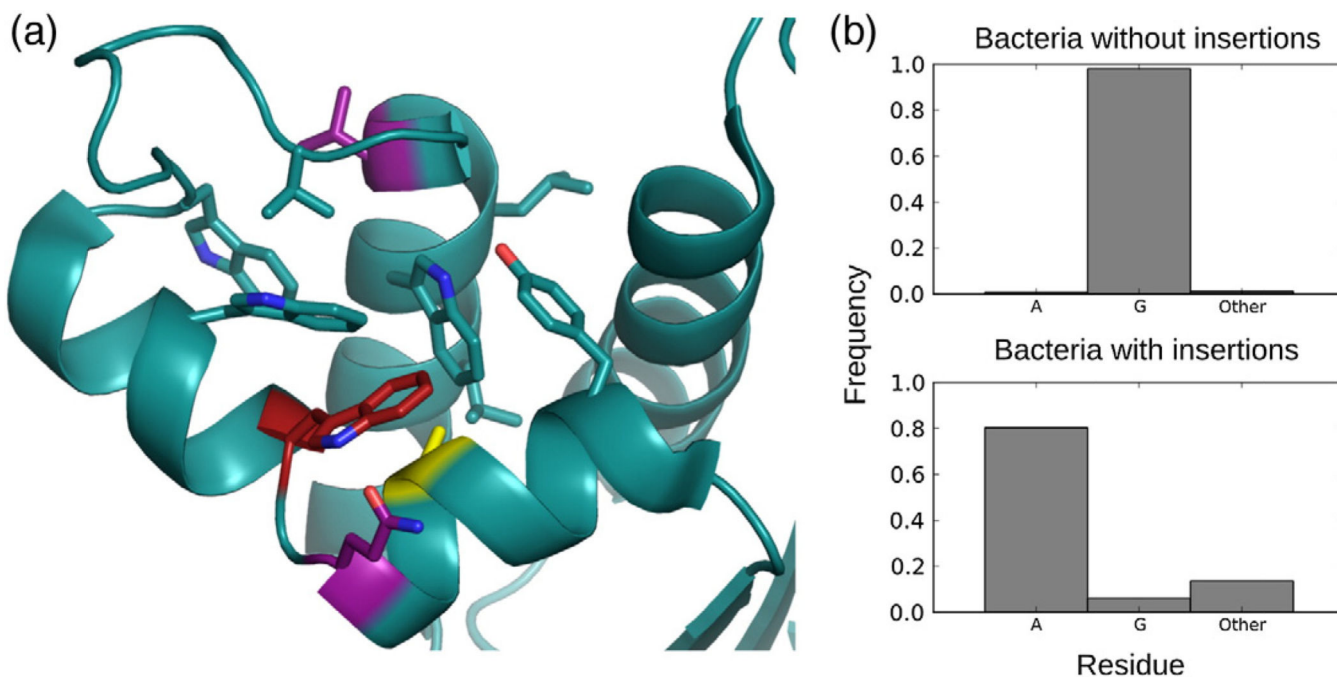 (a)
(b)
Bacteria without insertions
1.0
0.8
0.6
0.4
0.2
0.0
A G Other
Frequency
Bacteria with insertions
1.0
0.8
0.6
0.4
0.2
0.0
A G Other
Residue